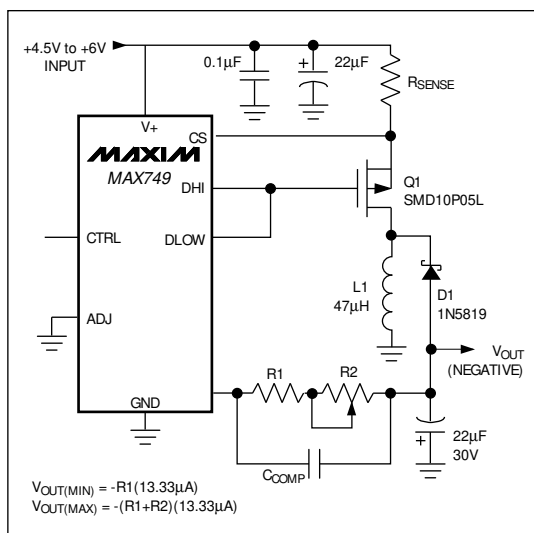 +4.5V to +6V
INPUT
0.1µF
22µF
RSENSE
V+
CS
MAXIM
MAX749
DHI
Q1
SMD10P05L
CTRL
DLOW
L1
47µH
D1
1N5819
ADJ
VOUT
(NEGATIVE)
R1
R2
GND
22µF
30V
CCOMP
VOUT(MIN) = -R1(13.33µA)
VOUT(MAX) = -(R1+R2)(13.33µA)